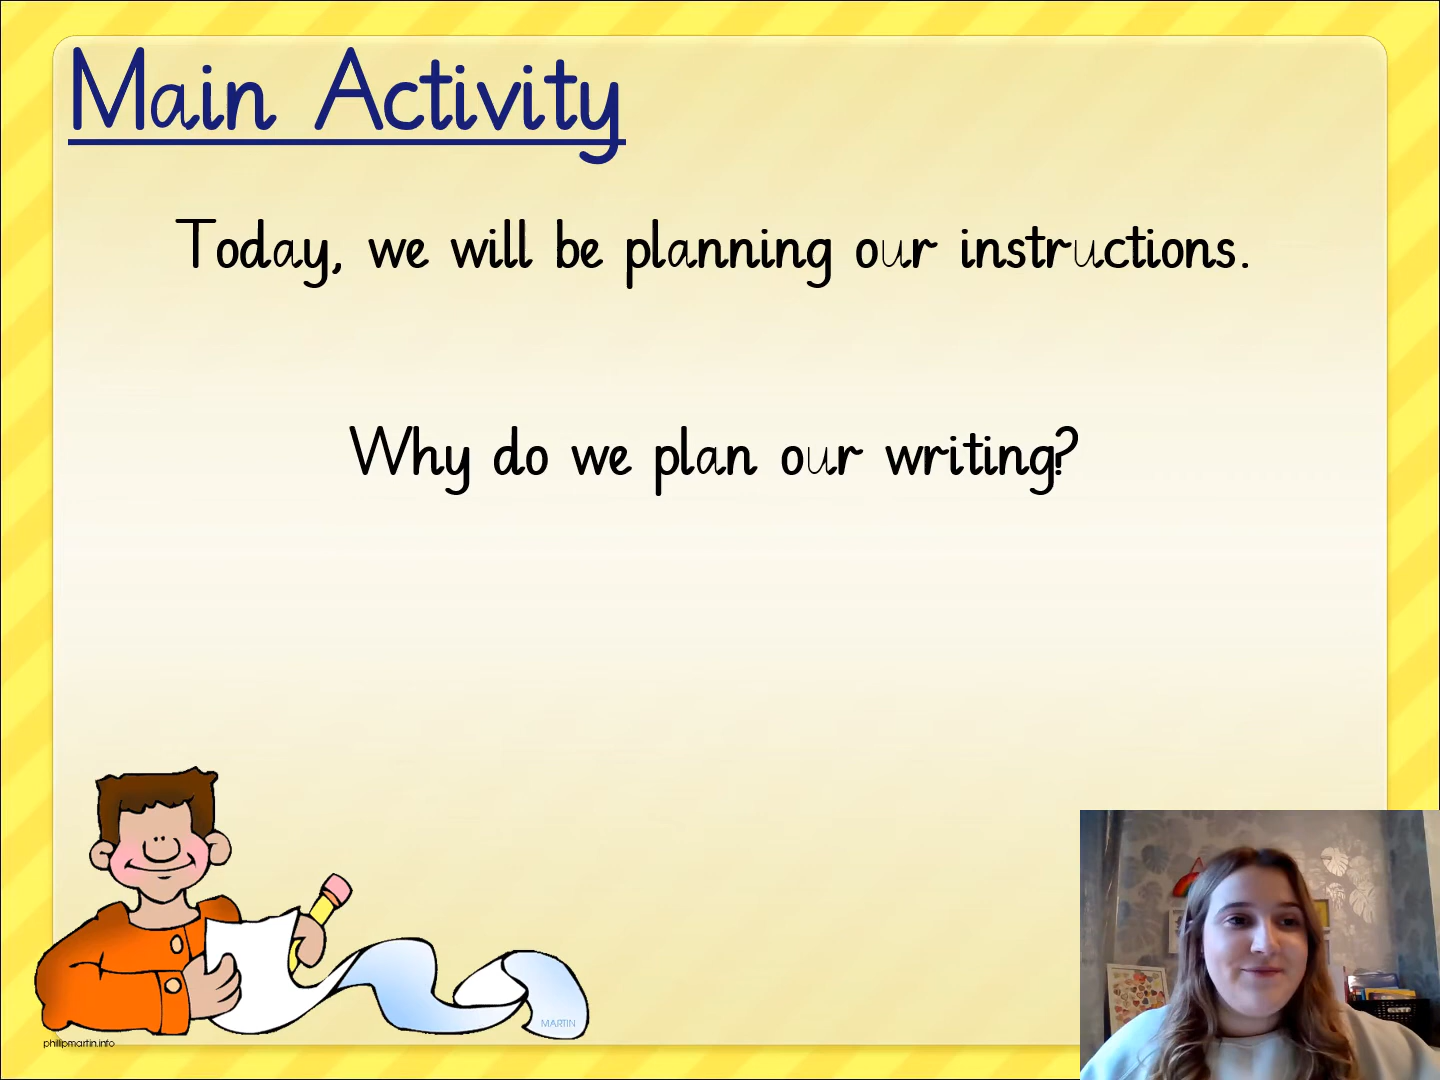 Main Activity
Today, we will be planning our instructions.
Why do we plan our writing?
MARTIN
phillipmartin.info